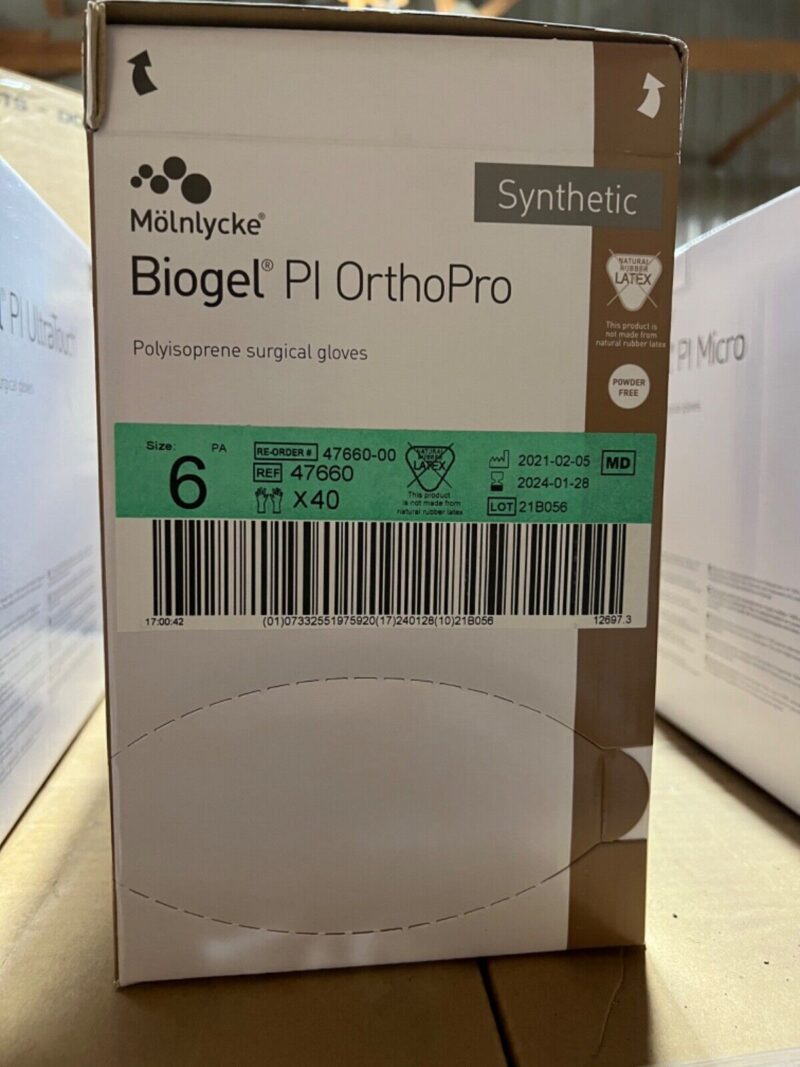 Mölnlycke®
Synthetic
Biogel® PI OrthoPro
Polyisoprene surgical gloves
NATURAL
RUBBER
LATEX
This product is
not made from
natural rubber latex
POWDER
FREE
PI UltraTouch
PI Micro
Size:
6
PA
RE-ORDER # 47660-00
REF 47660
X40
NATURAL
RUBBER
LATEX
This product
is not made from
natural rubber latex
2021-02-05
MD
2024-01-28
LOT 21B056
17:00:42
(01)07332551975920(17)240128(10)21B056
12697.3